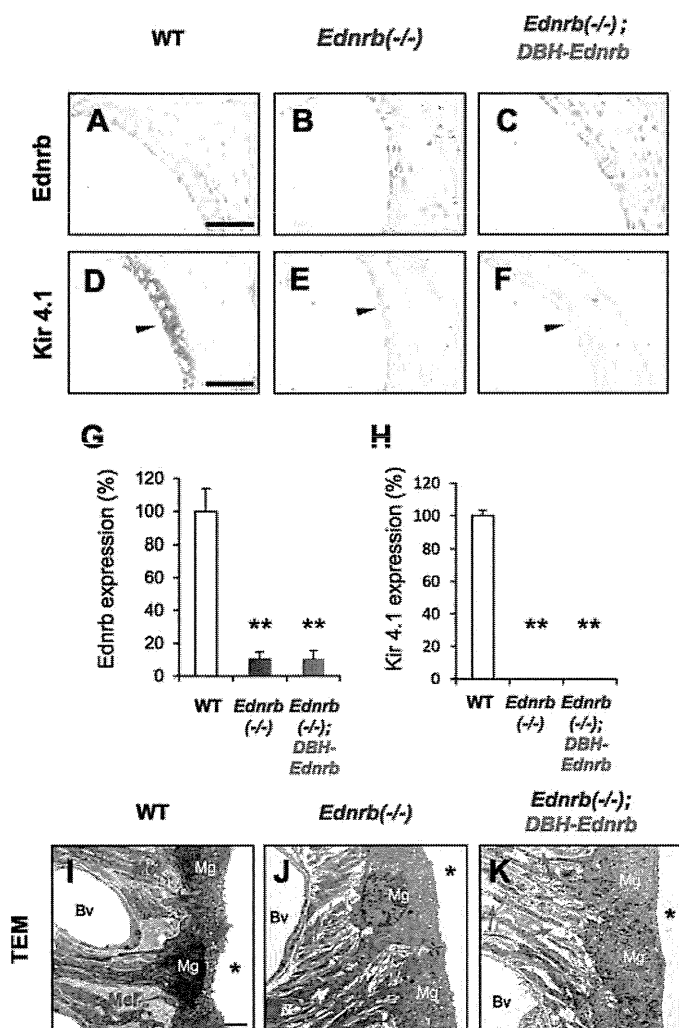 WT Ednrb(-/-) Ednrb(-/-);
DBH-Ednrb
Ednrb
A B C
Kir 4.1
D E F
G
Ednrb expression (%)
120
100
80
60
40
20
0
** **
WT Ednrb Ednrb
(-/-) (-/-);
DBH-
Ednrb
H
Kir 4.1 expression (%)
120
100
80
60
40
20
0
** **
WT Ednrb Ednrb
(-/-) (-/-);
DBH-
Ednrb
WT Ednrb(-/-) Ednrb(-/-);
DBH-Ednrb
TEM
I Mg Bv Mg *
J Bv Mg Mg *
K Mg Mg Bv *